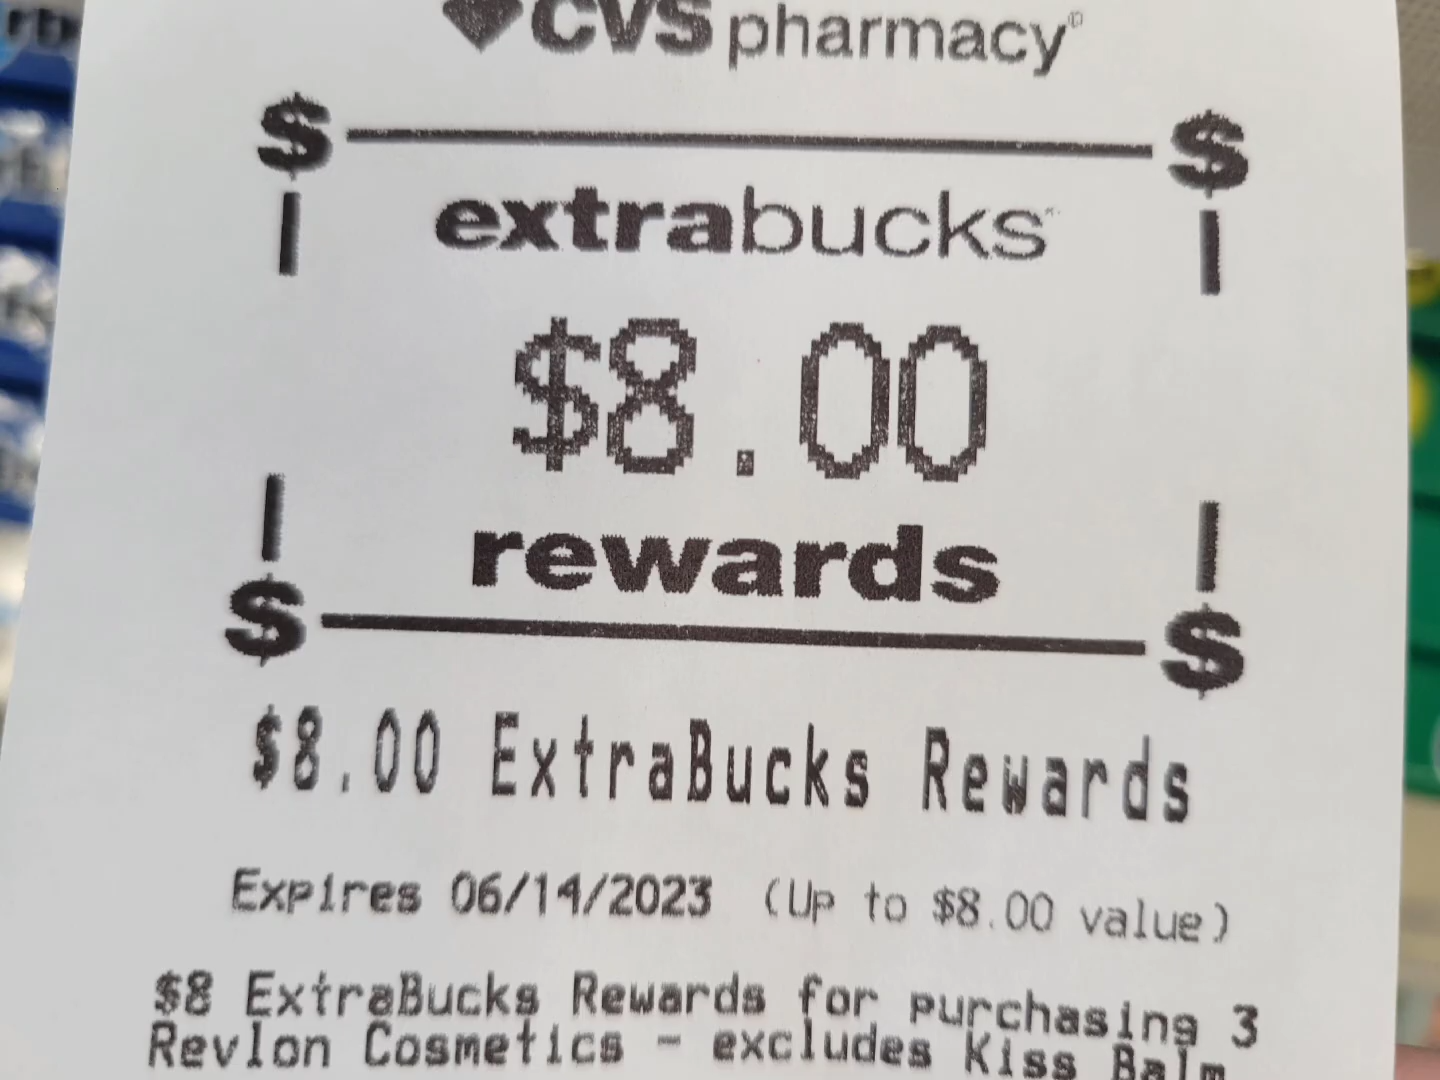 CVS pharmacy®
$ $
extrabucks
$8.00
rewards
$ $
$8.00 ExtraBucks Rewards
Expires 06/14/2023 (Up to $8.00 value)
$8 ExtraBucks Rewards for purchasing 3
Revlon Cosmetics - excludes Kiss Balm